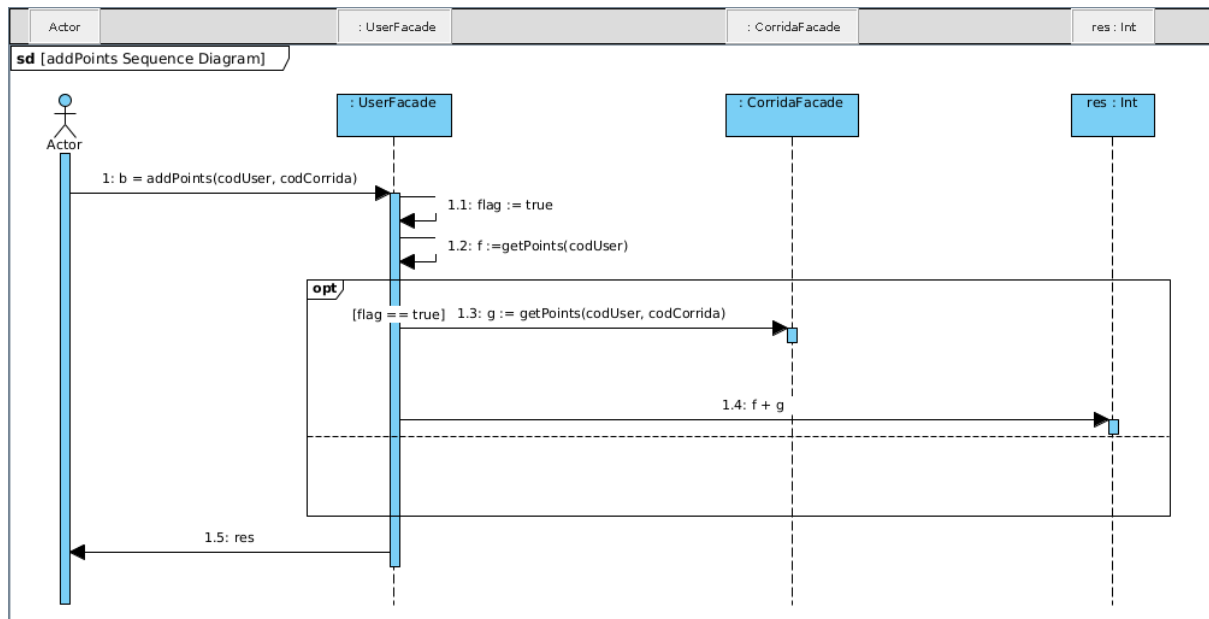 Actor
: UserFacade
: CorridaFacade
res : Int
sd [addPoints Sequence Diagram]
: UserFacade
: CorridaFacade
res : Int
Actor
1: b = addPoints(codUser, codCorrida)
1.1: flag := true
1.2: f :=getPoints(codUser)
opt
[flag == true]
1.3: g := getPoints(codUser, codCorrida)
1.4: f + g
1.5: res